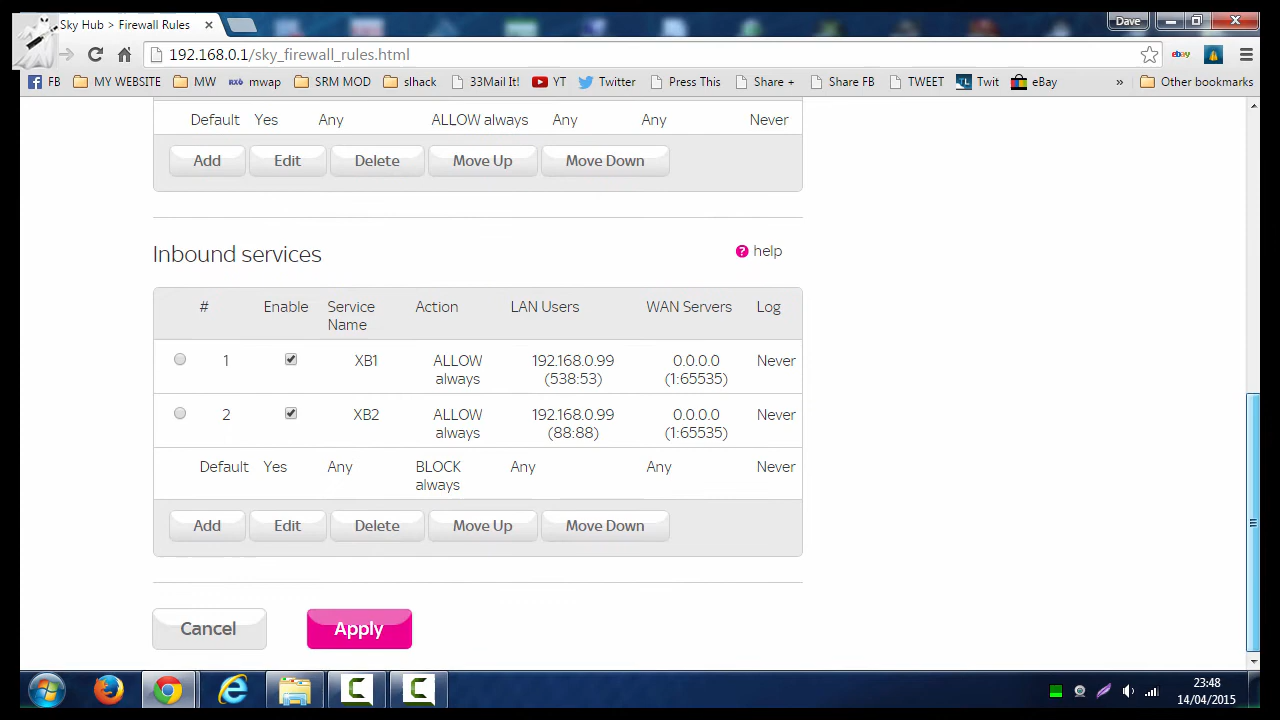 Sky Hub > Firewall Rules
Dave
192.168.0.1/sky_firewall_rules.html
ebay
FB MY WEBSITE MW mwap SRM MOD slhack 33Mail It! YT Twitter Press This Share + Share FB TWEET Twit eBay » Other bookmarks
Default Yes Any ALLOW always Any Any Never
Add Edit Delete Move Up Move Down
Inbound services
? help
# Enable Service Name Action LAN Users WAN Servers Log
1 XB1 ALLOW always 192.168.0.99 (538:53) 0.0.0.0 (1:65535) Never
2 XB2 ALLOW always 192.168.0.99 (88:88) 0.0.0.0 (1:65535) Never
Default Yes Any BLOCK always Any Any Never
Add Edit Delete Move Up Move Down
Cancel Apply
23:48
14/04/2015